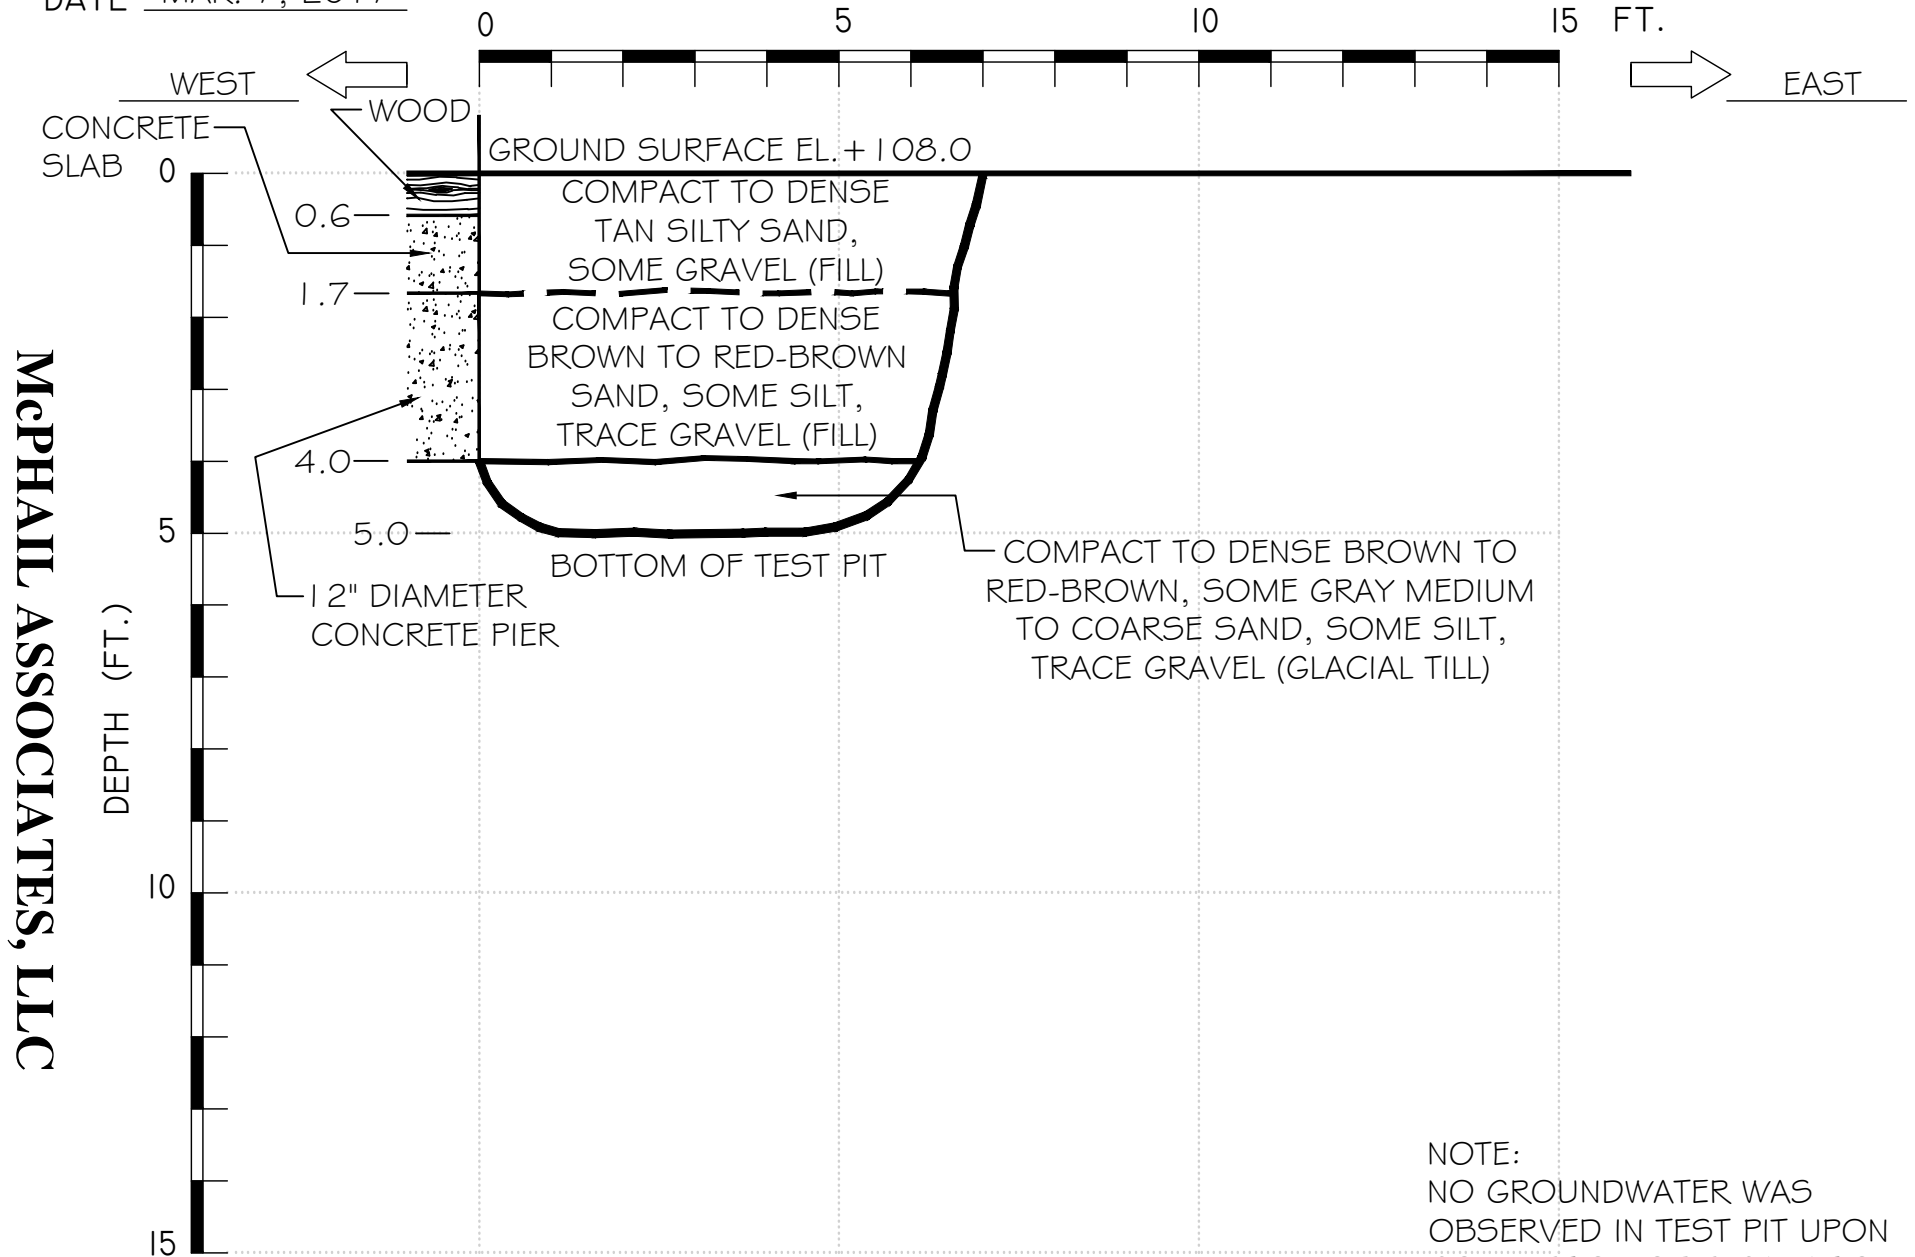 DATE MAR. 7, 2017
0 5 10 15 FT.
WEST
EAST
WOOD
CONCRETE
SLAB
GROUND SURFACE EL.+108.0
0
COMPACT TO DENSE
TAN SILTY SAND,
SOME GRAVEL (FILL)
0.6
1.7
COMPACT TO DENSE
BROWN TO RED-BROWN
SAND, SOME SILT,
TRACE GRAVEL (FILL)
4.0
5
5.0
BOTTOM OF TEST PIT
COMPACT TO DENSE BROWN TO
RED-BROWN, SOME GRAY MEDIUM
TO COARSE SAND, SOME SILT,
TRACE GRAVEL (GLACIAL TILL)
12" DIAMETER
CONCRETE PIER
DEPTH (FT.)
McPHAIL ASSOCIATES, LLC
10
15
NOTE:
NO GROUNDWATER WAS
OBSERVED IN TEST PIT UPON